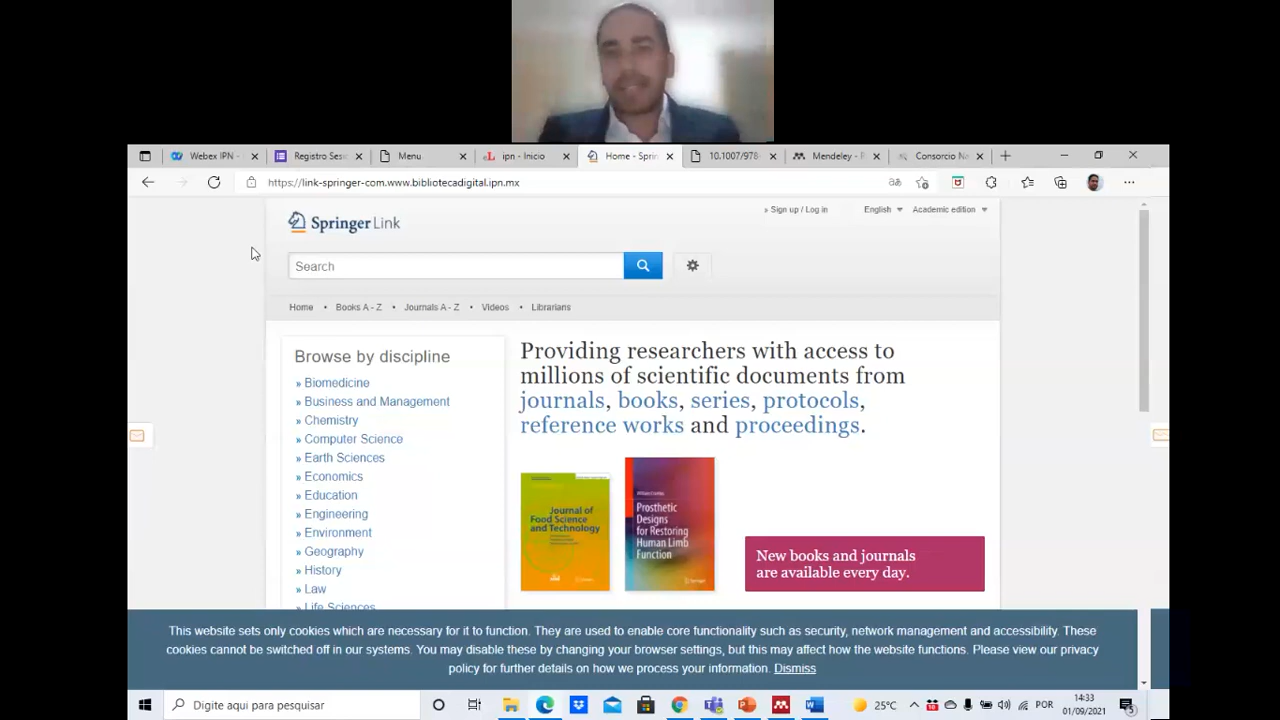 Webex IPN -
Registro Sesi
Menu
ipn - Inicio
Home - Sprin
10.1007/978-
Mendeley - R
Consorcio Na
https://link-springer-com.www.bibliotecadigital.ipn.mx
Springer Link
» Sign up / Log in
English
Academic edition
Search
Home • Books A - Z • Journals A - Z • Videos • Librarians
Browse by discipline
» Biomedicine
» Business and Management
» Chemistry
» Computer Science
» Earth Sciences
» Economics
» Education
» Engineering
» Environment
» Geography
» History
» Law
» Life Sciences
Providing researchers with access to
millions of scientific documents from
journals, books, series, protocols,
reference works and proceedings.
Journal of
Food Science
and Technology
Prosthetic
Designs
for Restoring
Human Limb
Function
Springer
New books and journals
are available every day.
This website sets only cookies which are necessary for it to function. They are used to enable core functionality such as security, network management and accessibility. These
cookies cannot be switched off in our systems. You may disable these by changing your browser settings, but this may affect how the website functions. Please view our privacy
policy for further details on how we process your information. Dismiss
Digite aqui para pesquisar
25°C
POR
14:33
01/09/2021